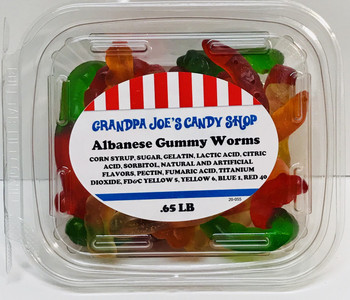 GRANDPA JOE'S CANDY SHOP
Albanese Gummy Worms
CORN SYRUP, SUGAR, GELATIN, LACTIC ACID, CITRIC
ACID, SORBITOL, NATURAL AND ARTIFICIAL
FLAVORS, PECTIN, FUMARIC ACID, TITANIUM
DIOXIDE, FD&C YELLOW 5, YELLOW 6, BLUE 1, RED 40
.65 LB